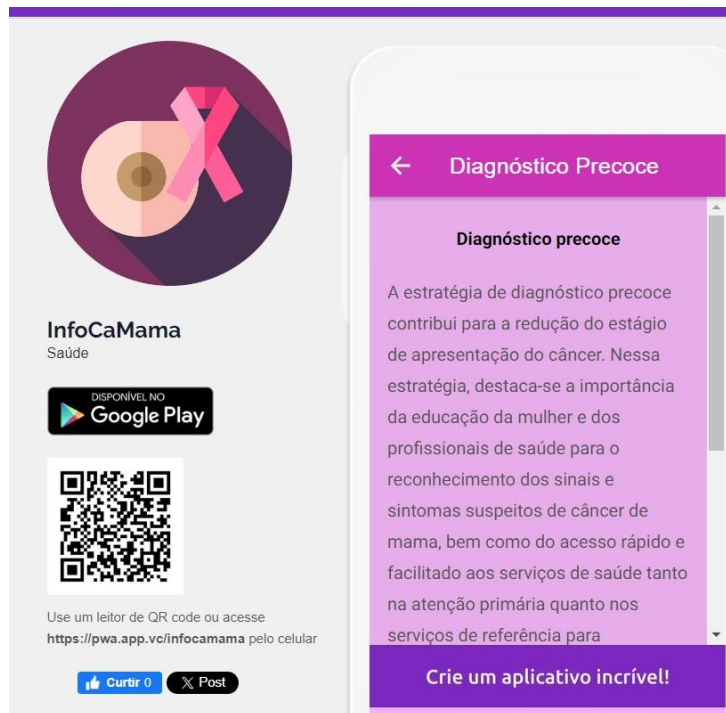 InfoCaMama
Saúde
DISPONÍVEL NO
Google Play
Use um leitor de QR code ou acesse
https://pwa.app.vc/infocamama pelo celular
Curtir 0
X Post
Diagnóstico Precoce
Diagnóstico precoce
A estratégia de diagnóstico precoce
contribui para a redução do estágio
de apresentação do câncer. Nessa
estratégia, destaca-se a importância
da educação da mulher e dos
profissionais de saúde para o
reconhecimento dos sinais e
sintomas suspeitos de câncer de
mama, bem como do acesso rápido e
facilitado aos serviços de saúde tanto
na atenção primária quanto nos
serviços de referência para
Crie um aplicativo incrível!